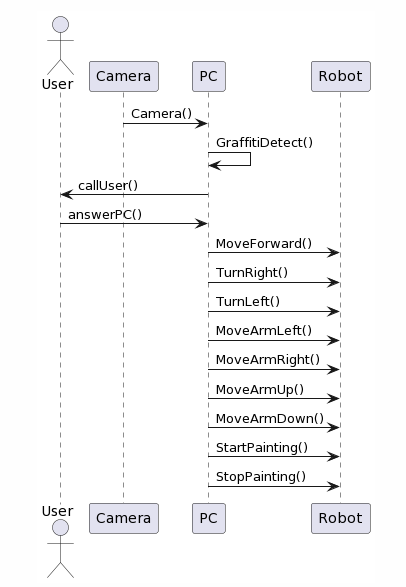 User
Camera
PC
Robot
Camera()
GraffitiDetect()
callUser()
answerPC()
MoveForward()
TurnRight()
TurnLeft()
MoveArmLeft()
MoveArmRight()
MoveArmUp()
MoveArmDown()
StartPainting()
StopPainting()
User
Camera
PC
Robot